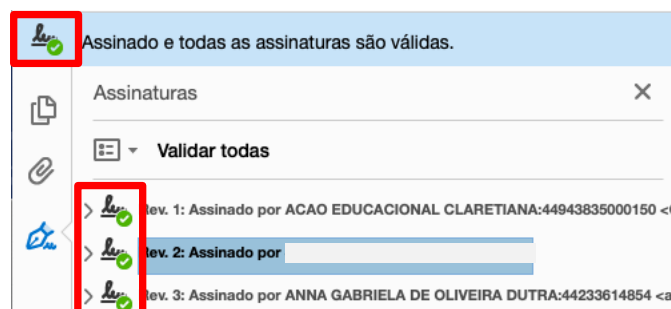 Assinado e todas as assinaturas são válidas.
Assinaturas
Validar todas
Rev. 1: Assinado por ACAO EDUCACIONAL CLARETIANA:44943835000150 <
Rev. 2: Assinado por
Rev. 3: Assinado por ANNA GABRIELA DE OLIVEIRA DUTRA:44233614854 <a